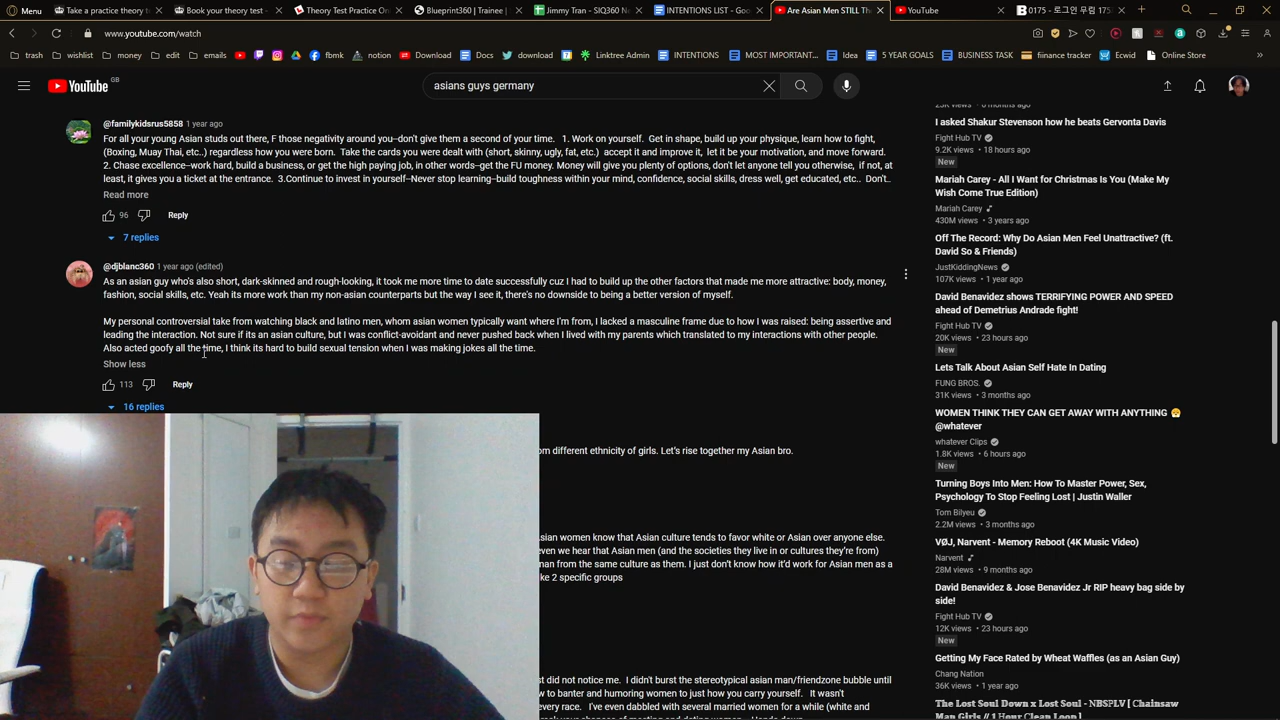 Menu
Take a practice theory t
Book your theory test -
Theory Test Practice On
Blueprint360 | Trainee |
Jimmy Tran - SIQ360 N
INTENTIONS LIST - Goo
Are Asian Men STILL Th
YouTube
0175 - 로그인 무림 175
www.youtube.com/watch
trash
wishlist
money
edit
emails
fbmk
notion
Download
Docs
download
Linktree Admin
INTENTIONS
MOST IMPORTANT...
Idea
5 YEAR GOALS
BUSINESS TASK
fiinance tracker
Ecwid
Online Store
YouTube GB
asians guys germany
@familykidsrus5858 1 year ago
For all your young Asian studs out there, F those negativity around you--don't give them a second of your time. 1. Work on yourself. Get in shape, build up your physique, learn how to fight,
(Boxing, Muay Thai, etc..) regardless how you were born. Take the cards you were dealt with (short, skinny, ugly, fat, etc.) accept it and improve it, let it be your motivation, and move forward.
2. Chase excellence--work hard, build a business, or get the high paying job, in other words--get the FU money. Money will give you plenty of options, don't let anyone tell you otherwise, if not, at
least, it gives you a ticket at the entrance. 3.Continue to invest in yourself--Never stop learning--build toughness within your mind, confidence, social skills, dress well, get educated, etc.. Don't..
Read more
96 Reply
7 replies
@djblanc360 1 year ago (edited)
As an asian guy who's also short, dark-skinned and rough-looking, it took me more time to date successfully cuz I had to build up the other factors that made me more attractive: body, money,
fashion, social skills, etc. Yeah its more work than my non-asian counterparts but the way I see it, there's no downside to being a better version of myself.
My personal controversial take from watching black and latino men, whom asian women typically want where I'm from, I lacked a masculine frame due to how I was raised: being assertive and
leading the interaction. Not sure if its an asian culture, but I was conflict-avoidant and never pushed back when I lived with my parents which translated to my interactions with other people.
Also acted goofy all the time, I think its hard to build sexual tension when I was making jokes all the time.
Show less
113 Reply
16 replies
om different ethnicity of girls. Let's rise together my Asian bro.
sian women know that Asian culture tends to favor white or Asian over anyone else.
even we hear that Asian men (and the societies they live in or cultures they're from)
man from the same culture as them. I just don't know how it'd work for Asian men as a
ke 2 specific groups
st did not notice me. I didn't burst the stereotypical asian man/friendzone bubble until
w to banter and humoring women to just how you carry yourself. It wasn't
every race. I've even dabbled with several married women for a while (white and
I asked Shakur Stevenson how he beats Gervonta Davis
Fight Hub TV
9.2K views • 18 hours ago
New
Mariah Carey - All I Want for Christmas Is You (Make My
Wish Come True Edition)
Mariah Carey
430M views • 3 years ago
Off The Record: Why Do Asian Men Feel Unattractive? (ft.
David So & Friends)
JustKiddingNews
107K views • 1 year ago
David Benavidez shows TERRIFYING POWER AND SPEED
ahead of Demetrius Andrade fight!
Fight Hub TV
20K views • 23 hours ago
New
Lets Talk About Asian Self Hate In Dating
FUNG BROS.
31K views • 3 months ago
WOMEN THINK THEY CAN GET AWAY WITH ANYTHING 😤
@whatever
whatever Clips
1.8K views • 6 hours ago
New
Turning Boys Into Men: How To Master Power, Sex,
Psychology To Stop Feeling Lost | Justin Waller
Tom Bilyeu
2.2M views • 3 months ago
VØJ, Narvent - Memory Reboot (4K Music Video)
Narvent
28M views • 9 months ago
David Benavidez & Jose Benavidez Jr RIP heavy bag side by
side!
Fight Hub TV
12K views • 23 hours ago
New
Getting My Face Rated by Wheat Waffles (as an Asian Guy)
Chang Nation
36K views • 1 year ago
The Lost Soul Down x Lost Soul - NBSPLV [ Chainsaw
Man Girls // 1 Hour Clean Loop ]